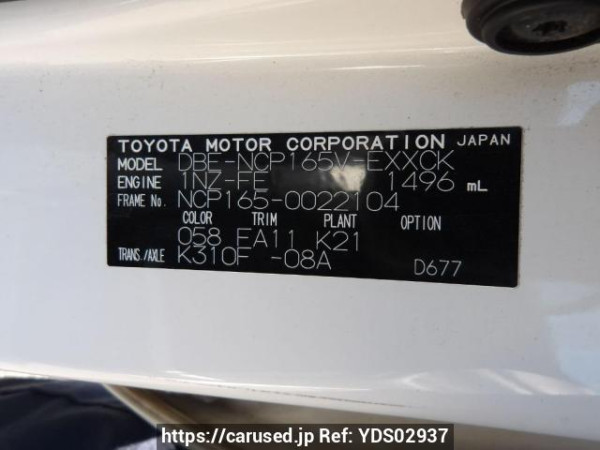 TOYOTA MOTOR CORPORATION JAPAN
MODEL DBE-NCP165V-EXXCK
ENGINE 1NZ-FE 1496 mL
FRAME No. NCP165-0022104
COLOR TRIM PLANT OPTION
058 EA11 K21
TRANS./AXLE K310F -08A D677
https://carused.jp Ref: YDS02937